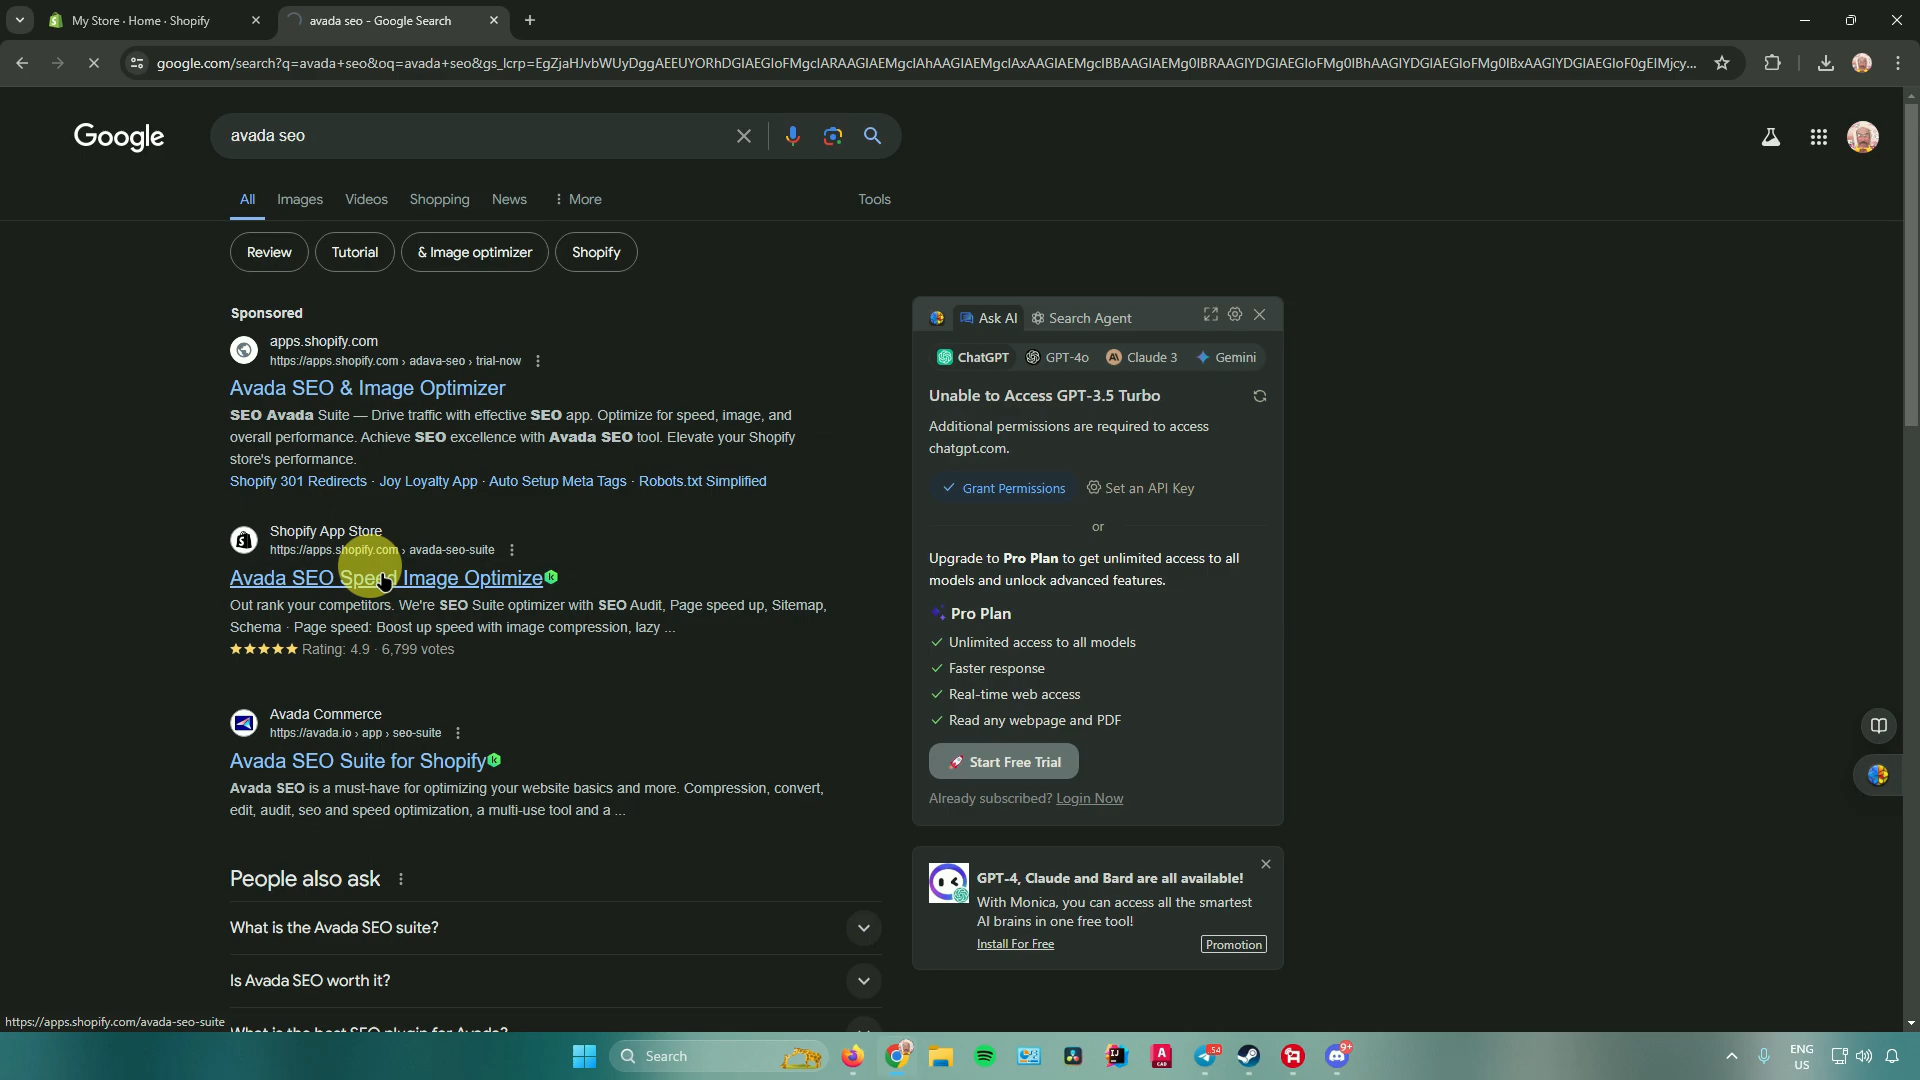 My Store · Home · Shopify
avada seo - Google Search
google.com/search?q=avada+seo&oq=avada+seo&gs_lcrp=
Google
avada seo
All
Images
Videos
Shopping
News
More
Tools
Review
Tutorial
& Image optimizer
Shopify
Sponsored
apps.shopify.com
https://apps.shopify.com › adava-seo › trial-now
Avada SEO & Image Optimizer
SEO Avada Suite — Drive traffic with effective SEO app. Optimize for speed, image, and
overall performance. Achieve SEO excellence with Avada SEO tool. Elevate your Shopify
store's performance.
Shopify 301 Redirects · Joy Loyalty App · Auto Setup Meta Tags · Robots.txt Simplified
Shopify App Store
https://apps.shopify.com › avada-seo-suite
Avada SEO Speed Image Optimize
Out rank your competitors. We're SEO Suite optimizer with SEO Audit, Page speed up, Sitemap,
Schema · Page speed: Boost up speed with image compression, lazy ...
Rating: 4.9 · 6,799 votes
Avada Commerce
https://avada.io › app › seo-suite
Avada SEO Suite for Shopify
Avada SEO is a must-have for optimizing your website basics and more. Compression, convert,
edit, audit, seo and speed optimization, a multi-use tool and a ...
People also ask
What is the Avada SEO suite?
Is Avada SEO worth it?
What is the best SEO plugin for Avada?
https://apps.shopify.com/avada-seo-suite
Ask AI
Search Agent
ChatGPT
GPT-4o
Claude 3
Gemini
Unable to Access GPT-3.5 Turbo
Additional permissions are required to access
chatgpt.com.
Grant Permissions
Set an API Key
or
Upgrade to Pro Plan to get unlimited access to all
models and unlock advanced features.
Pro Plan
Unlimited access to all models
Faster response
Real-time web access
Read any webpage and PDF
Start Free Trial
Already subscribed? Login Now
GPT-4, Claude and Bard are all available!
With Monica, you can access all the smartest
AI brains in one free tool!
Install For Free
Promotion
Search
54
9+
ENG
US